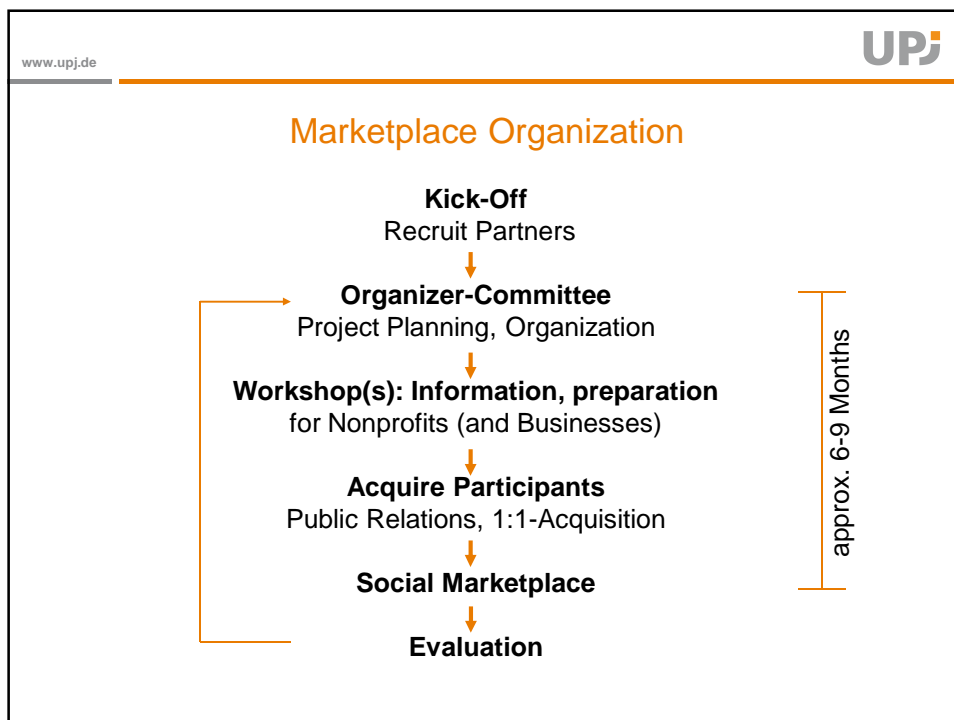 www.upj.de
UPj
Marketplace Organization
Kick-Off
Recruit Partners
Organizer-Committee
Project Planning, Organization
Workshop(s): Information, preparation
for Nonprofits (and Businesses)
Acquire Participants
Public Relations, 1:1-Acquisition
Social Marketplace
Evaluation
approx. 6-9 Months